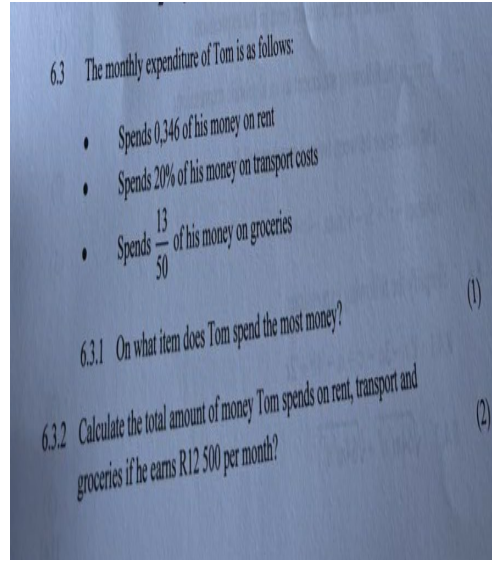 6.3 The monthly expenditure of Tom is as follows:
• Spends 0,346 of his money on rent
• Spends 20% of his money on transport costs
• Spends 13/50 of his money on groceries
6.3.1 On what item does Tom spend the most money? (1)
6.3.2 Calculate the total amount of money Tom spends on rent, transport and
groceries if he earns R12 500 per month? (2)